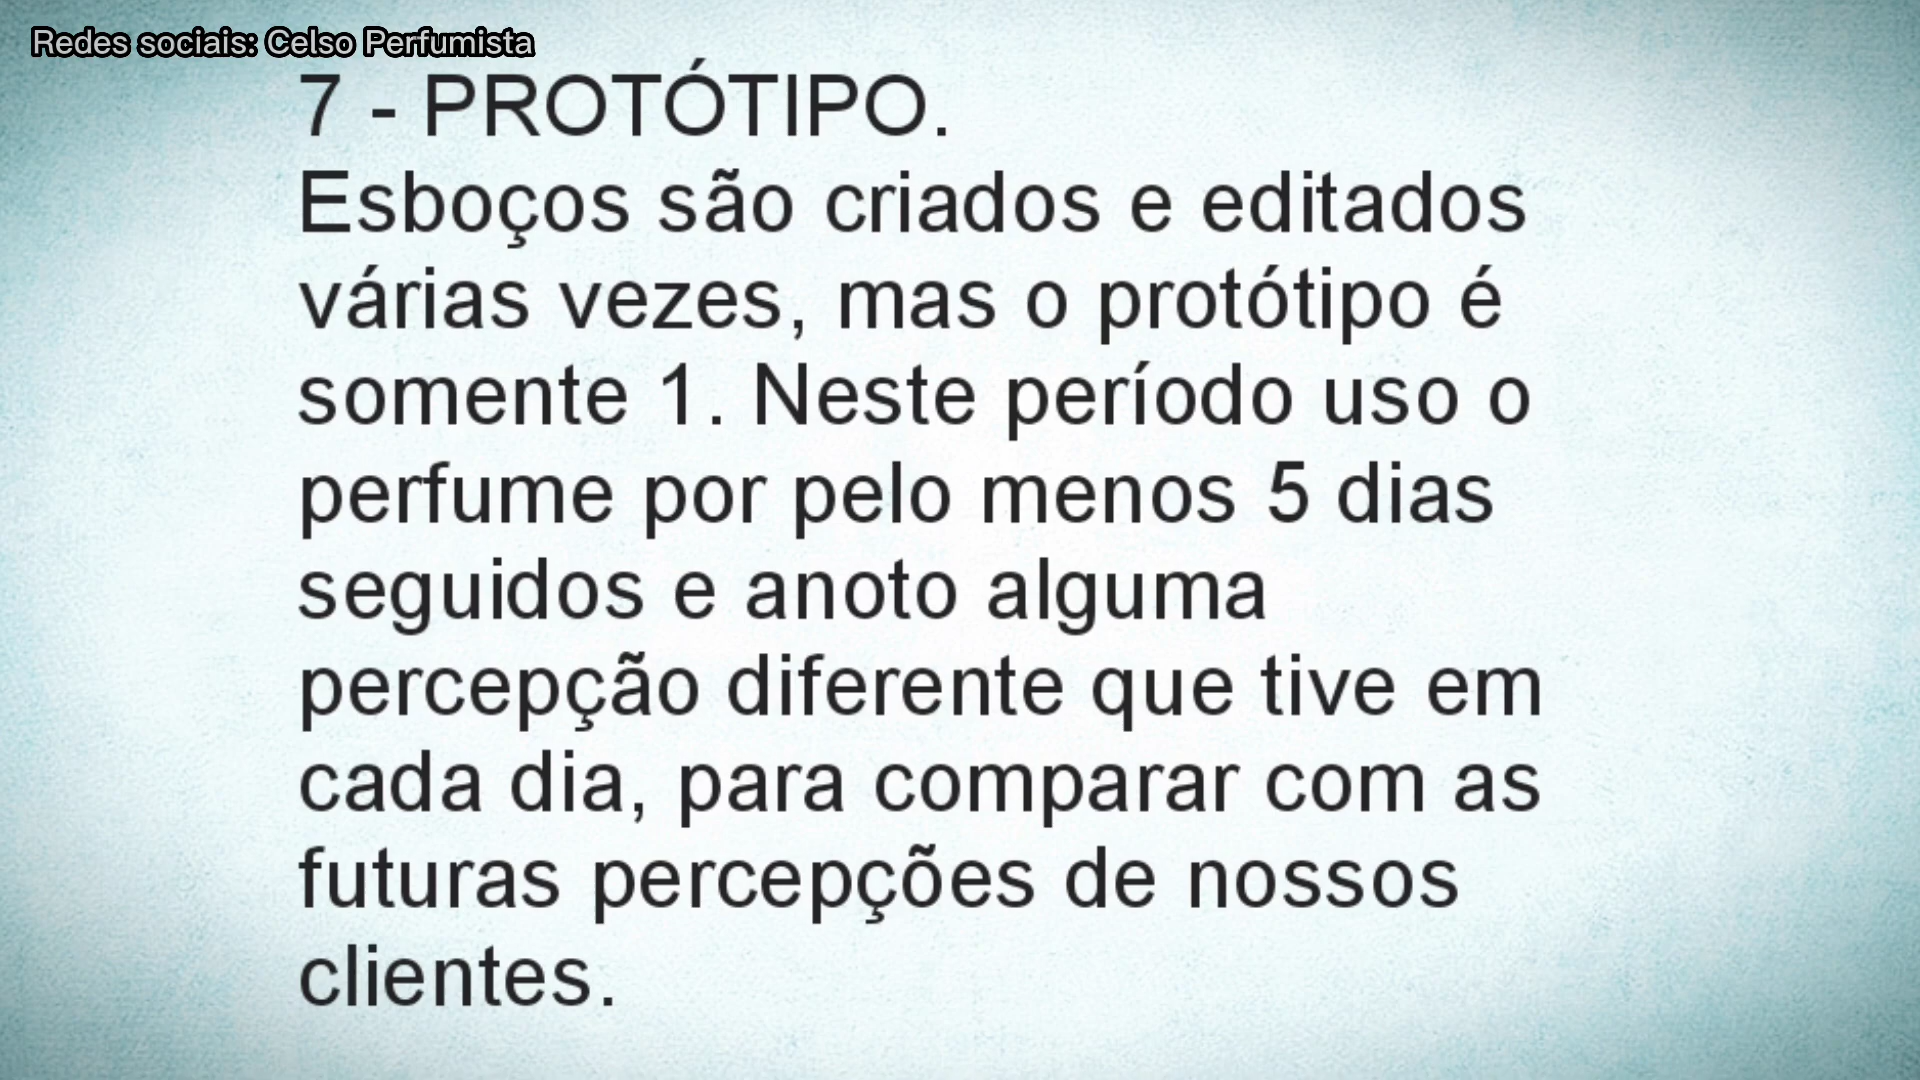 Redes sociais: Celso Perfumista
7 - PROTÓTIPO.
Esboços são criados e editados
várias vezes, mas o protótipo é
somente 1. Neste período uso o
perfume por pelo menos 5 dias
seguidos e anoto alguma
percepção diferente que tive em
cada dia, para comparar com as
futuras percepções de nossos
clientes.